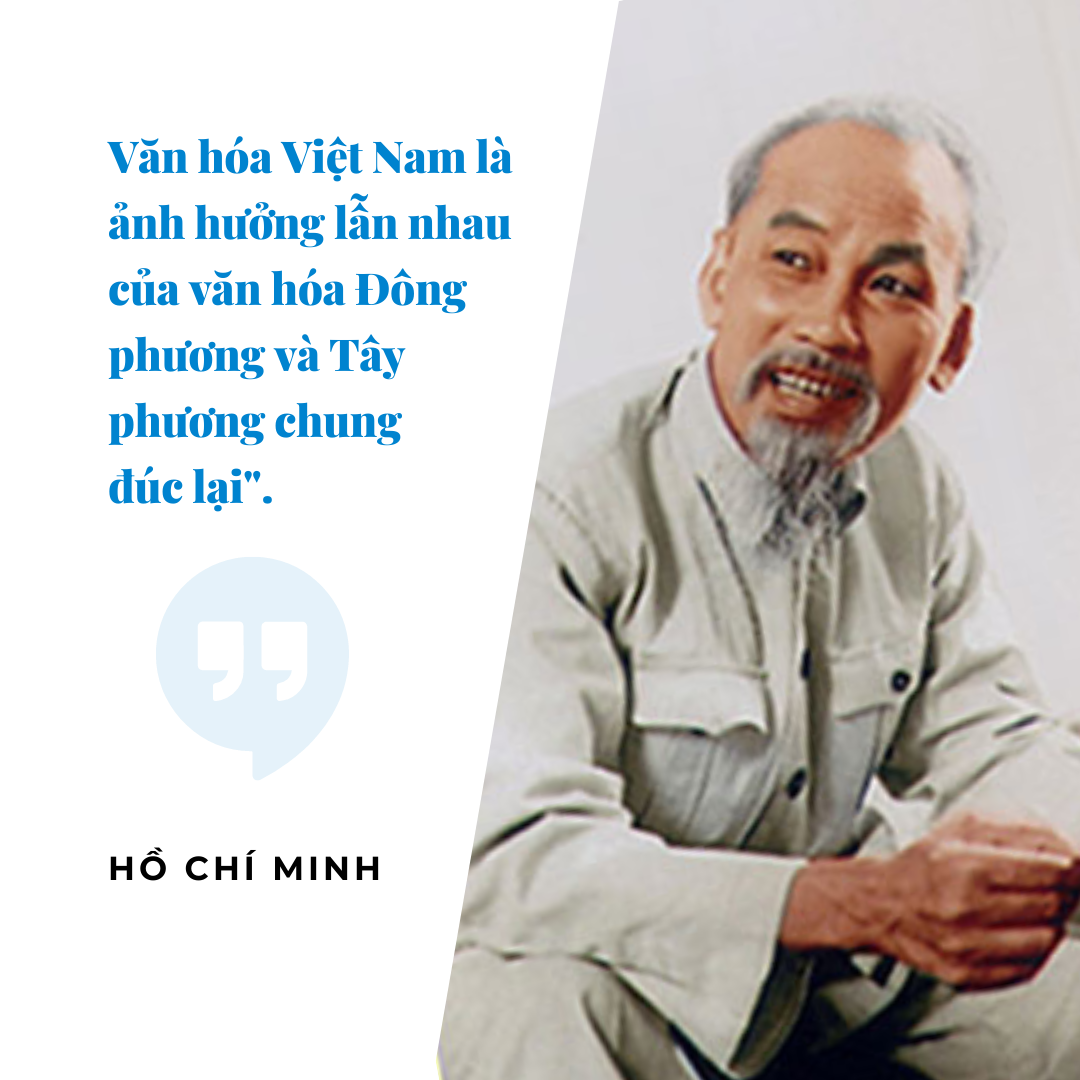 Văn hóa Việt Nam là
ảnh hưởng lẫn nhau
của văn hóa Đông
phương và Tây
phương chung
đúc lại".
HỒ CHÍ MINH